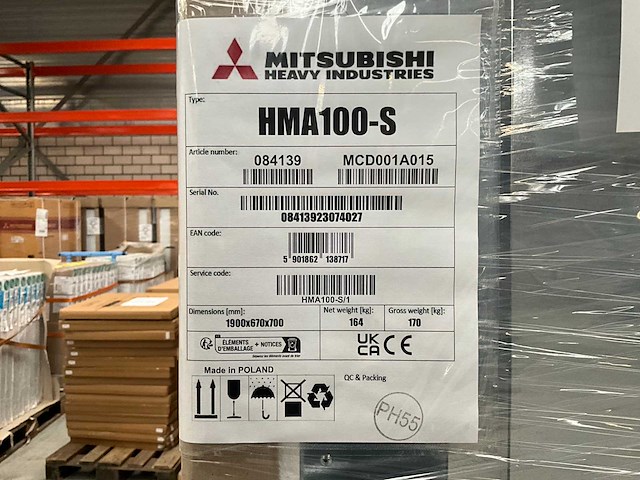 MITSUBISHI
HEAVY INDUSTRIES
Type:
HMA100-S
Article number:
084139 MCD001A015
Serial No.
08413923074027
EAN code:
5 901862 138717
Service code:
HMA100-S/1
Dimensions [mm]: Net weight [kg]: Gross weight [kg]:
1900x670x700 164 170
ÉLÉMENTS
D'EMBALLAGE + NOTICES
UK
CA CE
Made in POLAND
QC & Packing
PH55